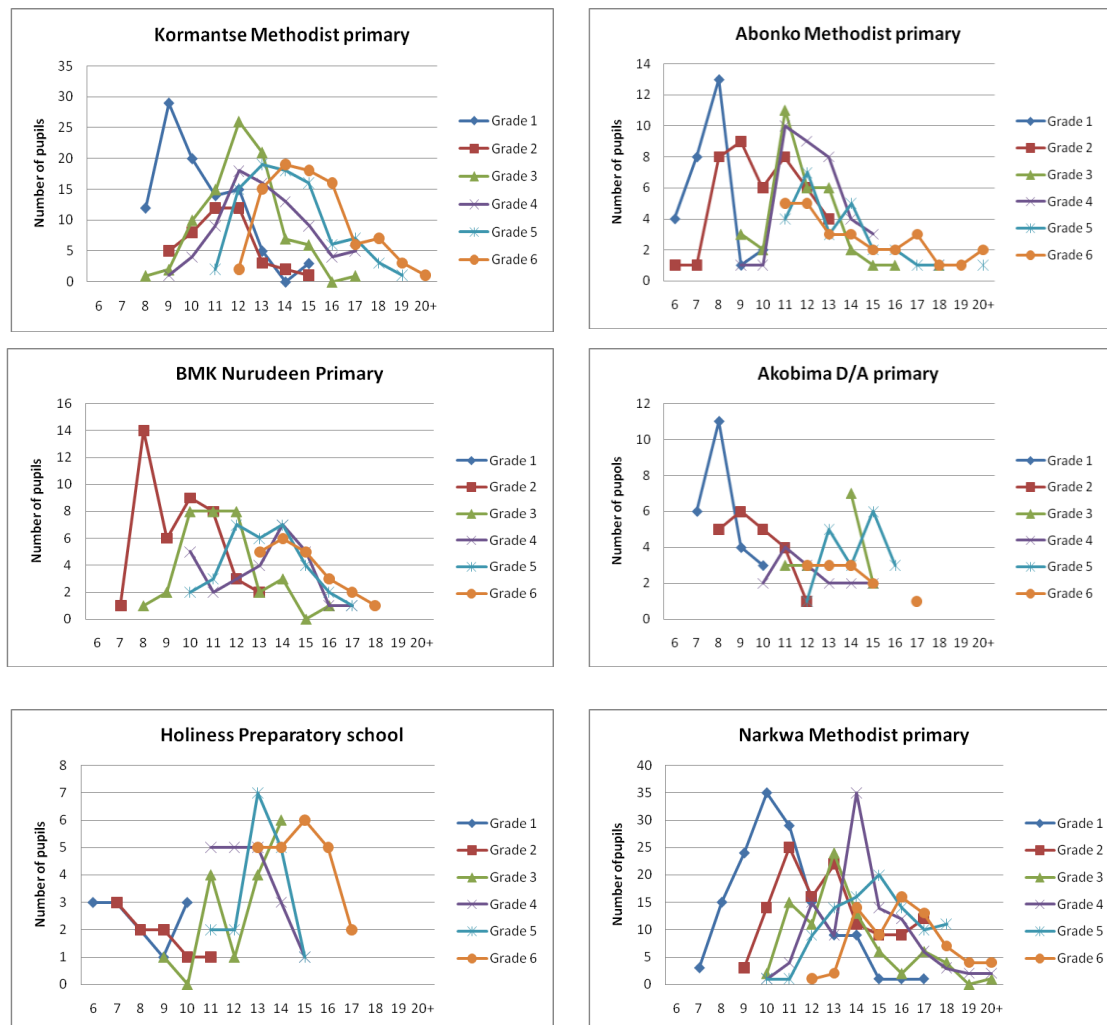 Kormantse Methodist primary
Number of pupils
35
30
25
20
15
10
5
0
6 7 8 9 10 11 12 13 14 15 16 17 18 19 20+
Grade 1
Grade 2
Grade 3
Grade 4
Grade 5
Grade 6
Abonko Methodist primary
Number of pupils
14
12
10
8
6
4
2
0
6 7 8 9 10 11 12 13 14 15 16 17 18 19 20+
Grade 1
Grade 2
Grade 3
Grade 4
Grade 5
Grade 6
BMK Nurudeen Primary
Number of pupils
16
14
12
10
8
6
4
2
0
6 7 8 9 10 11 12 13 14 15 16 17 18 19 20+
Grade 1
Grade 2
Grade 3
Grade 4
Grade 5
Grade 6
Akobima D/A primary
Number of pupols
12
10
8
6
4
2
0
6 7 8 9 10 11 12 13 14 15 16 17 18 19 20+
Grade 1
Grade 2
Grade 3
Grade 4
Grade 5
Grade 6
Holiness Preparatory school
Number of pupils
8
7
6
5
4
3
2
1
0
6 7 8 9 10 11 12 13 14 15 16 17 18 19 20+
Grade 1
Grade 2
Grade 3
Grade 4
Grade 5
Grade 6
Narkwa Methodist primary
Number of pupils
40
35
30
25
20
15
10
5
0
6 7 8 9 10 11 12 13 14 15 16 17 18 19 20+
Grade 1
Grade 2
Grade 3
Grade 4
Grade 5
Grade 6